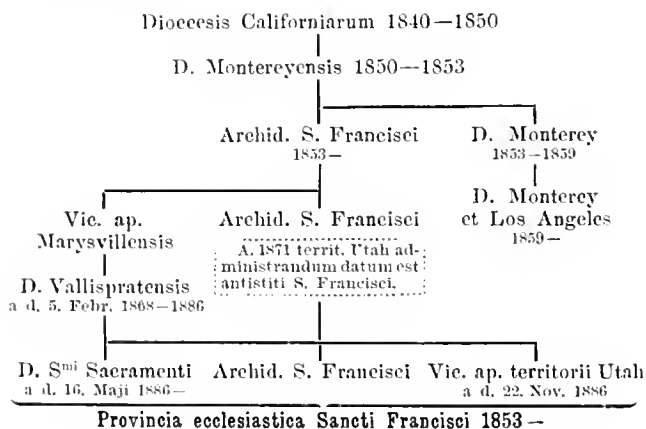 Dioecesis Californiarum 1840—1850
D. Montereyensis 1850—1853
Archid. S. Francisci
1853—
D. Monterey
1853—1859
D. Monterey
et Los Angeles
1859—
Vic. ap.
Marysvillensis
Archid. S. Francisci
A. 1871 territ. Utah ad-
ministrandum datum est
antistiti S. Francisci.
D. Vallispratensis
a d. 5. Febr. 1868—1886
D. Sᵐⁱ Sacramenti
a d. 16. Maji 1886—
Archid. S. Francisci
Vic. ap. territorii Utah
a d. 22. Nov. 1886
Provincia ecclesiastica Sancti Francisci 1853—